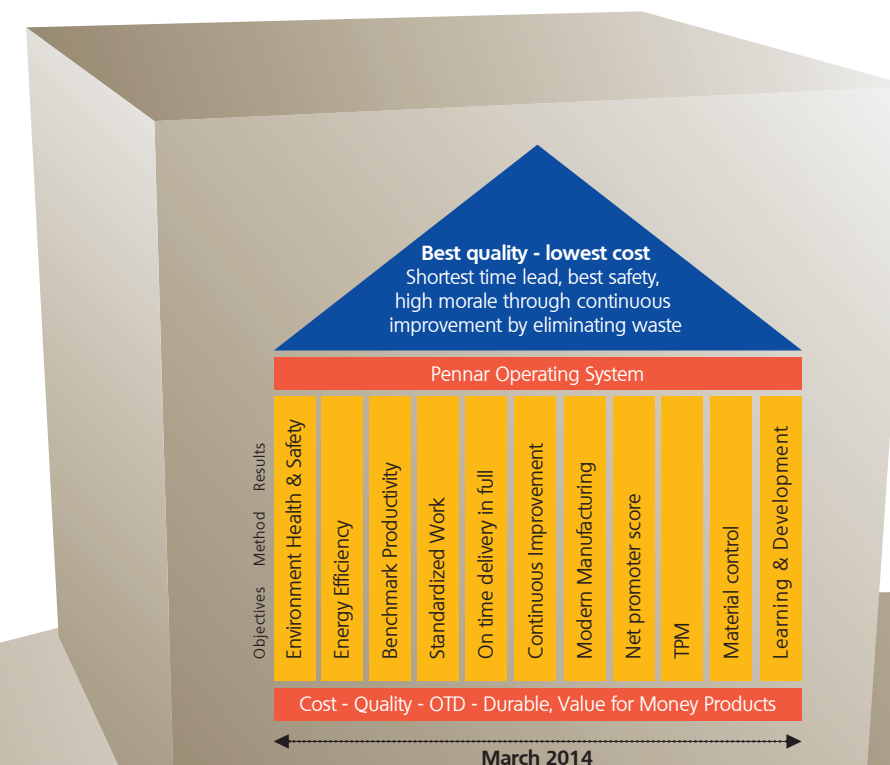 Best quality - lowest cost
Shortest time lead, best safety,
high morale through continuous
improvement by eliminating waste
Pennar Operating System
Objectives Method Results
Environment Health & Safety
Energy Efficiency
Benchmark Productivity
Standardized Work
On time delivery in full
Continuous Improvement
Modern Manufacturing
Net promoter score
TPM
Material control
Learning & Development
Cost - Quality - OTD - Durable, Value for Money Products
March 2014